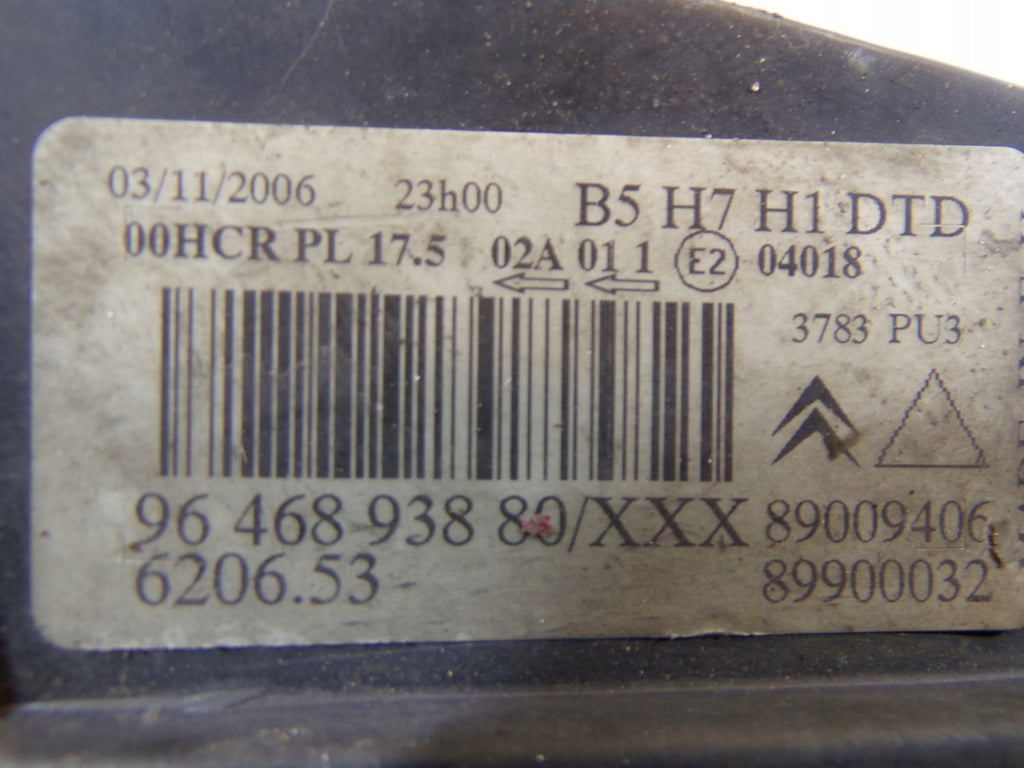 03/11/2006 23h00 B5 H7 H1 DTD
00HCR PL 17.5 02A 01 1 E2 04018
3783 PU3
96 468 938 80/XXX 89009406
6206.53 89900032